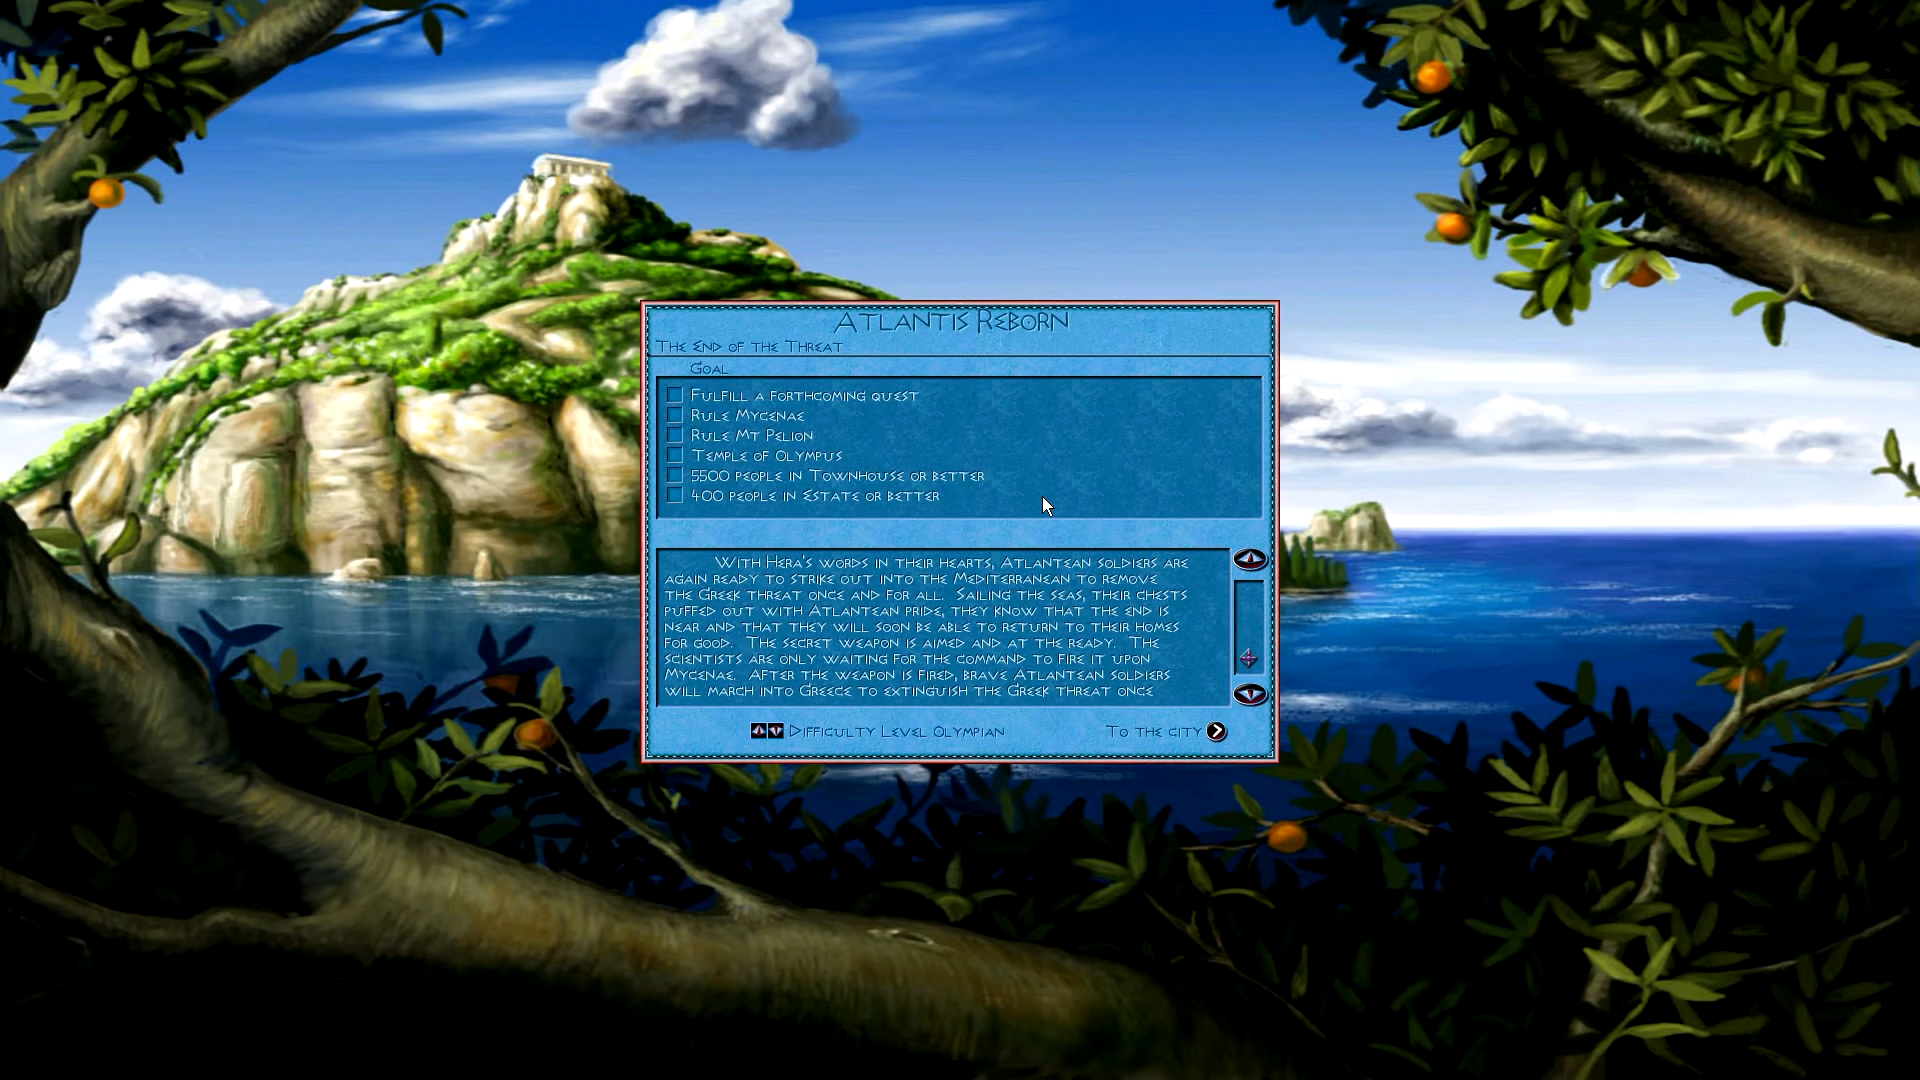 Atlantis Reborn
The End of the Threat
Goal
Fulfill a forthcoming quest
Rule Mycenae
Rule Mt Pelion
Temple of Olympus
5500 people in Townhouse or better
400 people in Estate or better
With Hera's words in their hearts, Atlantean soldiers are
again ready to strike out into the Mediterranean to remove
the Greek threat once and for all. Sailing the seas, their chests
puffed out with Atlantean pride, they know that the end is
near and that they will soon be able to return to their homes
for good. The secret weapon is aimed and at the ready. The
scientists are only waiting for the command to fire it upon
Mycenae. After the weapon is fired, brave Atlantean soldiers
will march into Greece to extinguish the Greek threat once
Difficulty Level Olympian
To the city